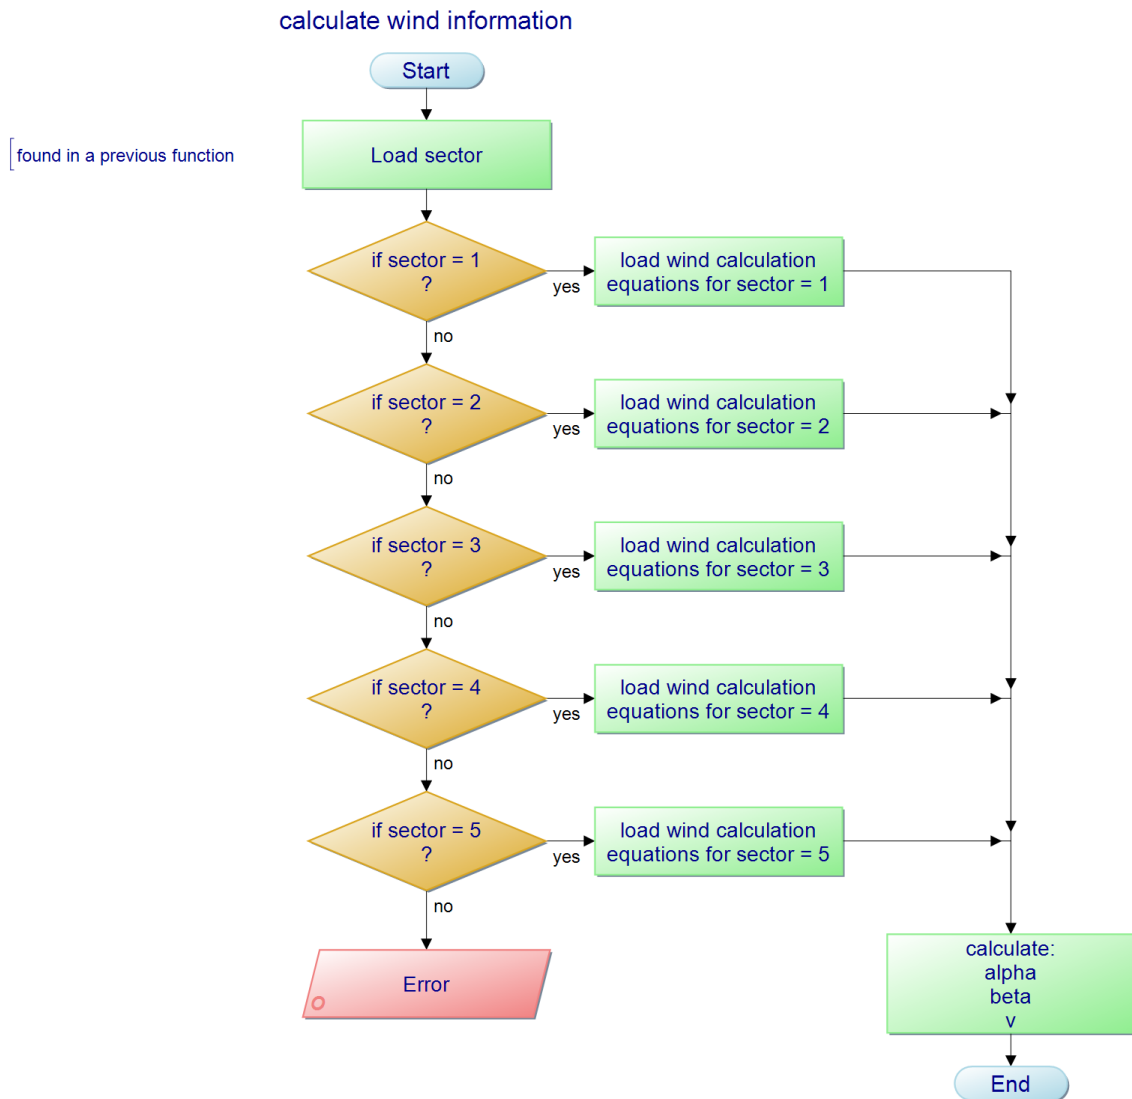 calculate wind information
Start
found in a previous function
Load sector
if sector = 1
?
yes
load wind calculation
equations for sector = 1
no
if sector = 2
?
yes
load wind calculation
equations for sector = 2
no
if sector = 3
?
yes
load wind calculation
equations for sector = 3
no
if sector = 4
?
yes
load wind calculation
equations for sector = 4
no
if sector = 5
?
yes
load wind calculation
equations for sector = 5
no
Error
calculate:
alpha
beta
v
End